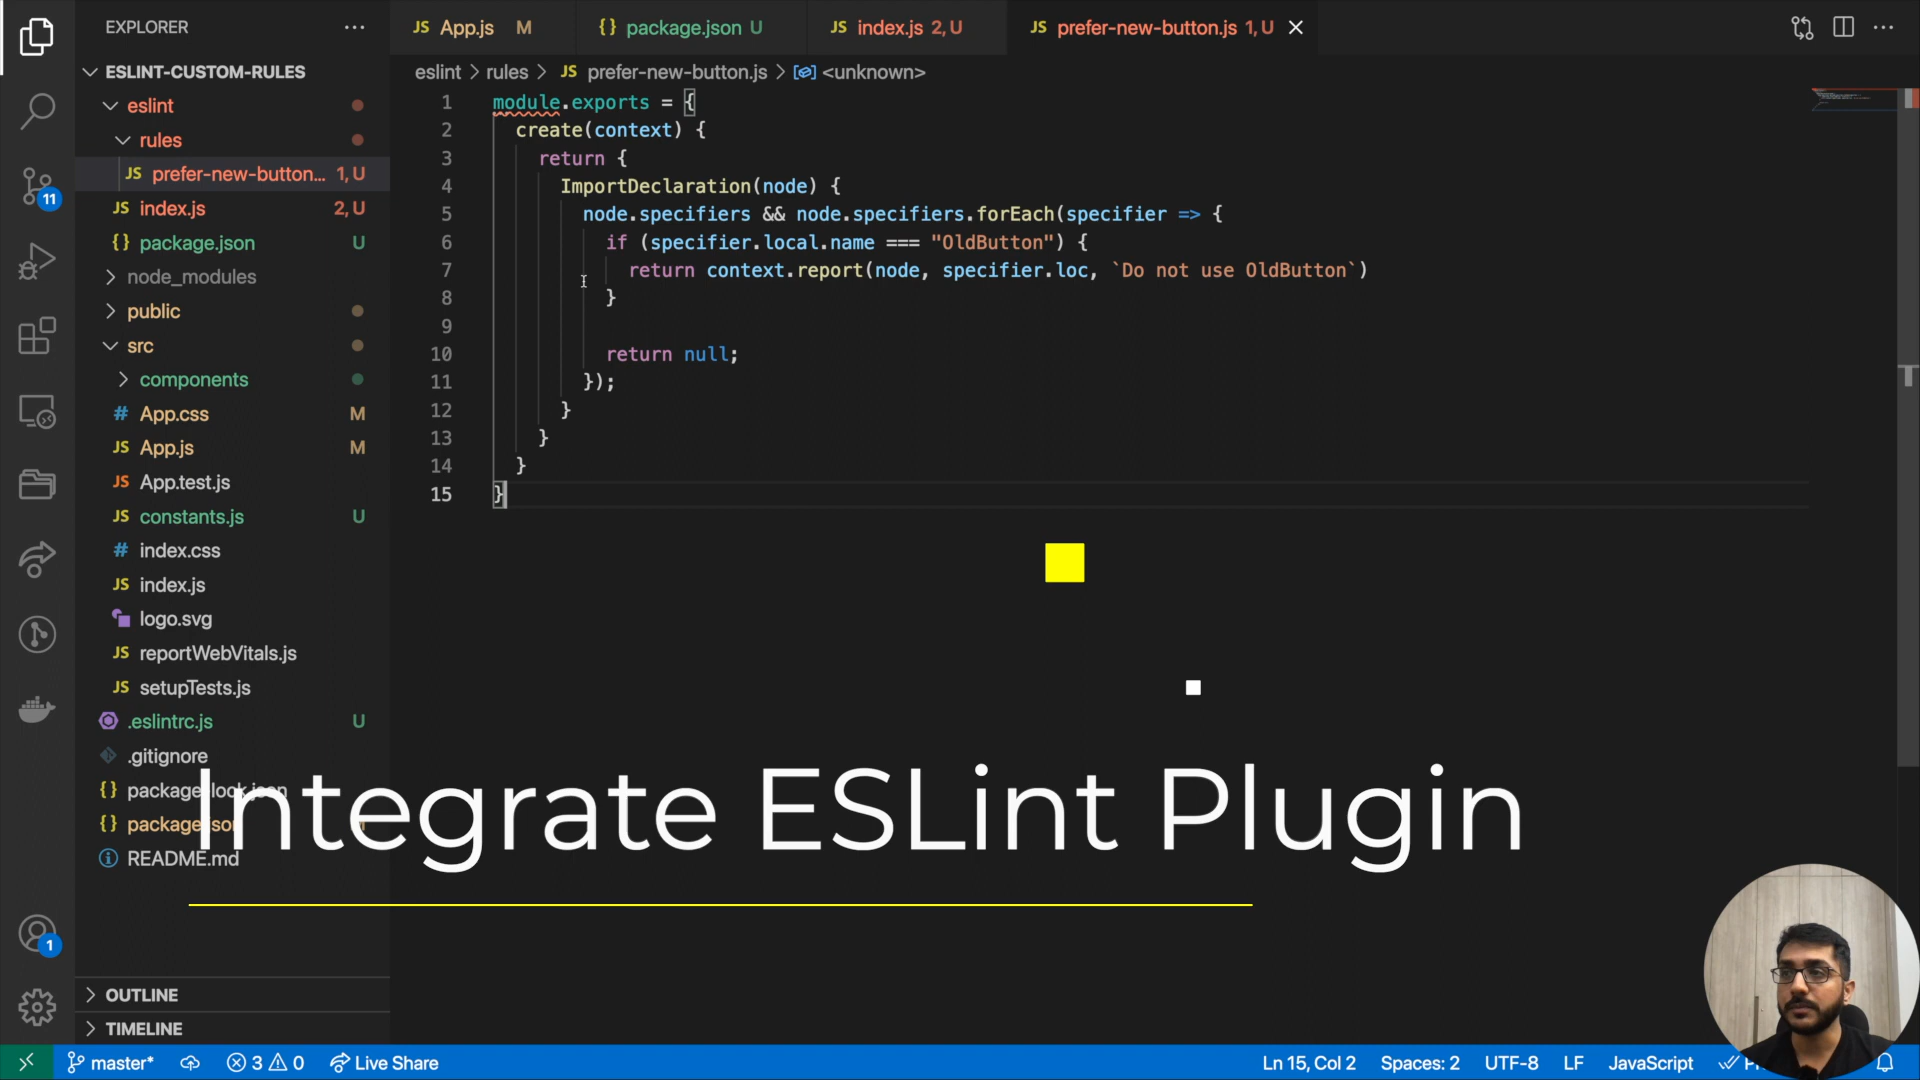 EXPLORER
ESLINT-CUSTOM-RULES
eslint
rules
JS prefer-new-button... 1, U
JS index.js 2, U
{} package.json U
node_modules
public
src
components
# App.css M
JS App.js M
JS App.test.js
JS constants.js U
# index.css
JS index.js
logo.svg
JS reportWebVitals.js
JS setupTests.js
.eslintrc.js U
.gitignore
README.md
OUTLINE
TIMELINE
11
1
JS App.js M
{} package.json U
JS index.js 2, U
JS prefer-new-button.js 1, U
eslint > rules > JS prefer-new-button.js > <unknown>
1 module.exports = {
2 create(context) {
3 return {
4 ImportDeclaration(node) {
5 node.specifiers && node.specifiers.forEach(specifier => {
6 if (specifier.local.name === "OldButton") {
7 return context.report(node, specifier.loc, `Do not use OldButton`)
8 }
9
10 return null;
11 });
12 }
13 }
14 }
15 }
Integrate ESLint Plugin
master* 3 0 Live Share
Ln 15, Col 2 Spaces: 2 UTF-8 LF JavaScript